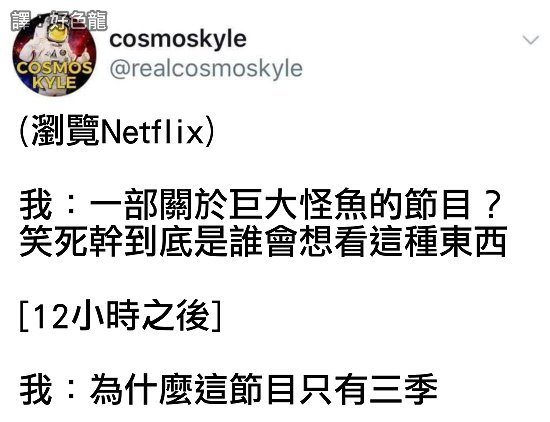 譯：好色龍
COSMOS
KYLE
cosmoskyle
@realcosmoskyle
(瀏覽Netflix)
我：一部關於巨大怪魚的節目？
笑死幹到底是誰會想看這種東西
[12小時之後]
我：為什麼這節目只有三季